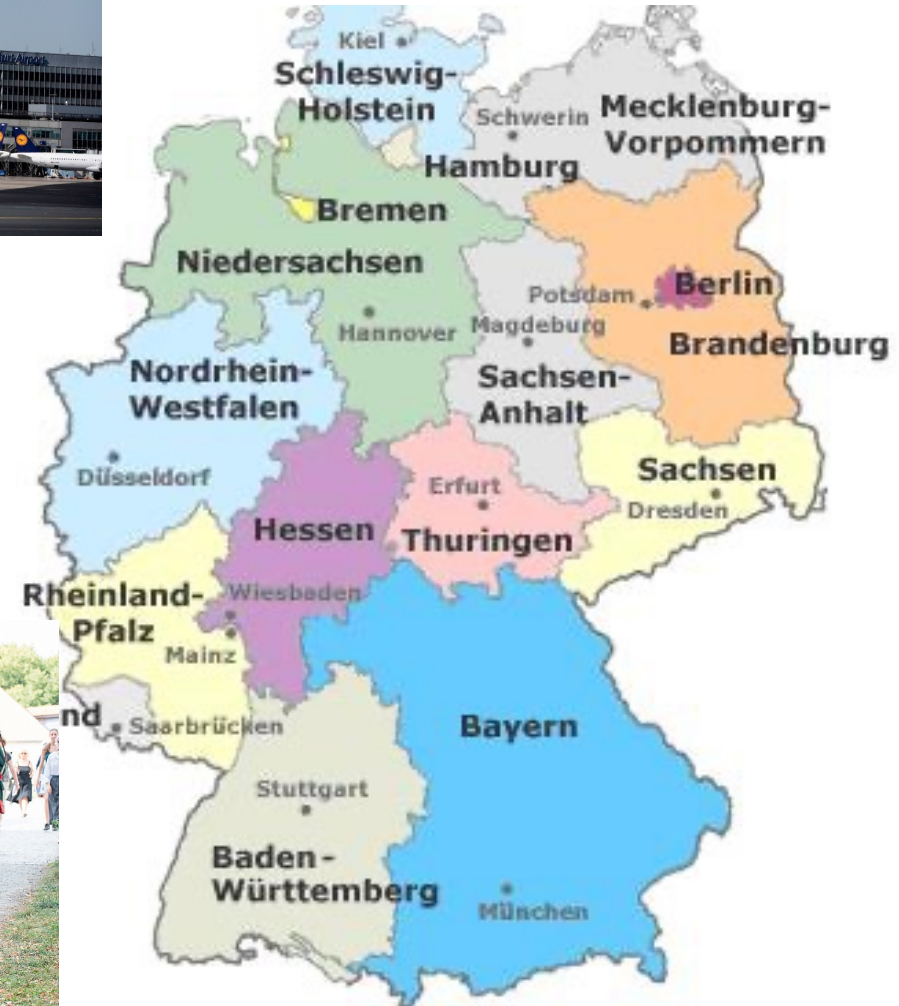 Kiel
Schleswig-
Holstein
Schwerin
Mecklenburg-
Vorpommern
Hamburg
Bremen
Niedersachsen
Berlin
Potsdam
Hannover
Magdeburg
Brandenburg
Nordrhein-
Westfalen
Sachsen-
Anhalt
Düsseldorf
Sachsen
Erfurt
Dresden
Hessen
Thuringen
Rheinland-
Pfalz
Wiesbaden
Mainz
nd
Saarbrücken
Bayern
Stuttgart
Baden-
Württemberg
München